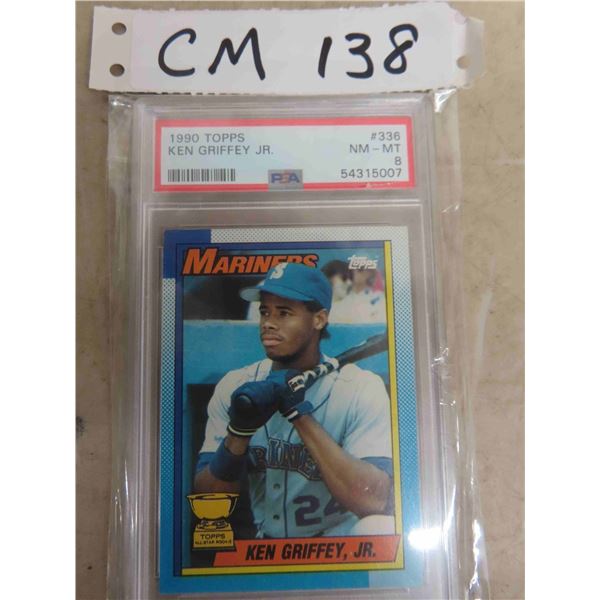 CM 138
1990 TOPPS #336
KEN GRIFFEY JR. NM - MT
8
PSA 54315007
MARINERS topps
S
24
TOPPS
ALL-STAR ROOKIE
KEN GRIFFEY, JR.